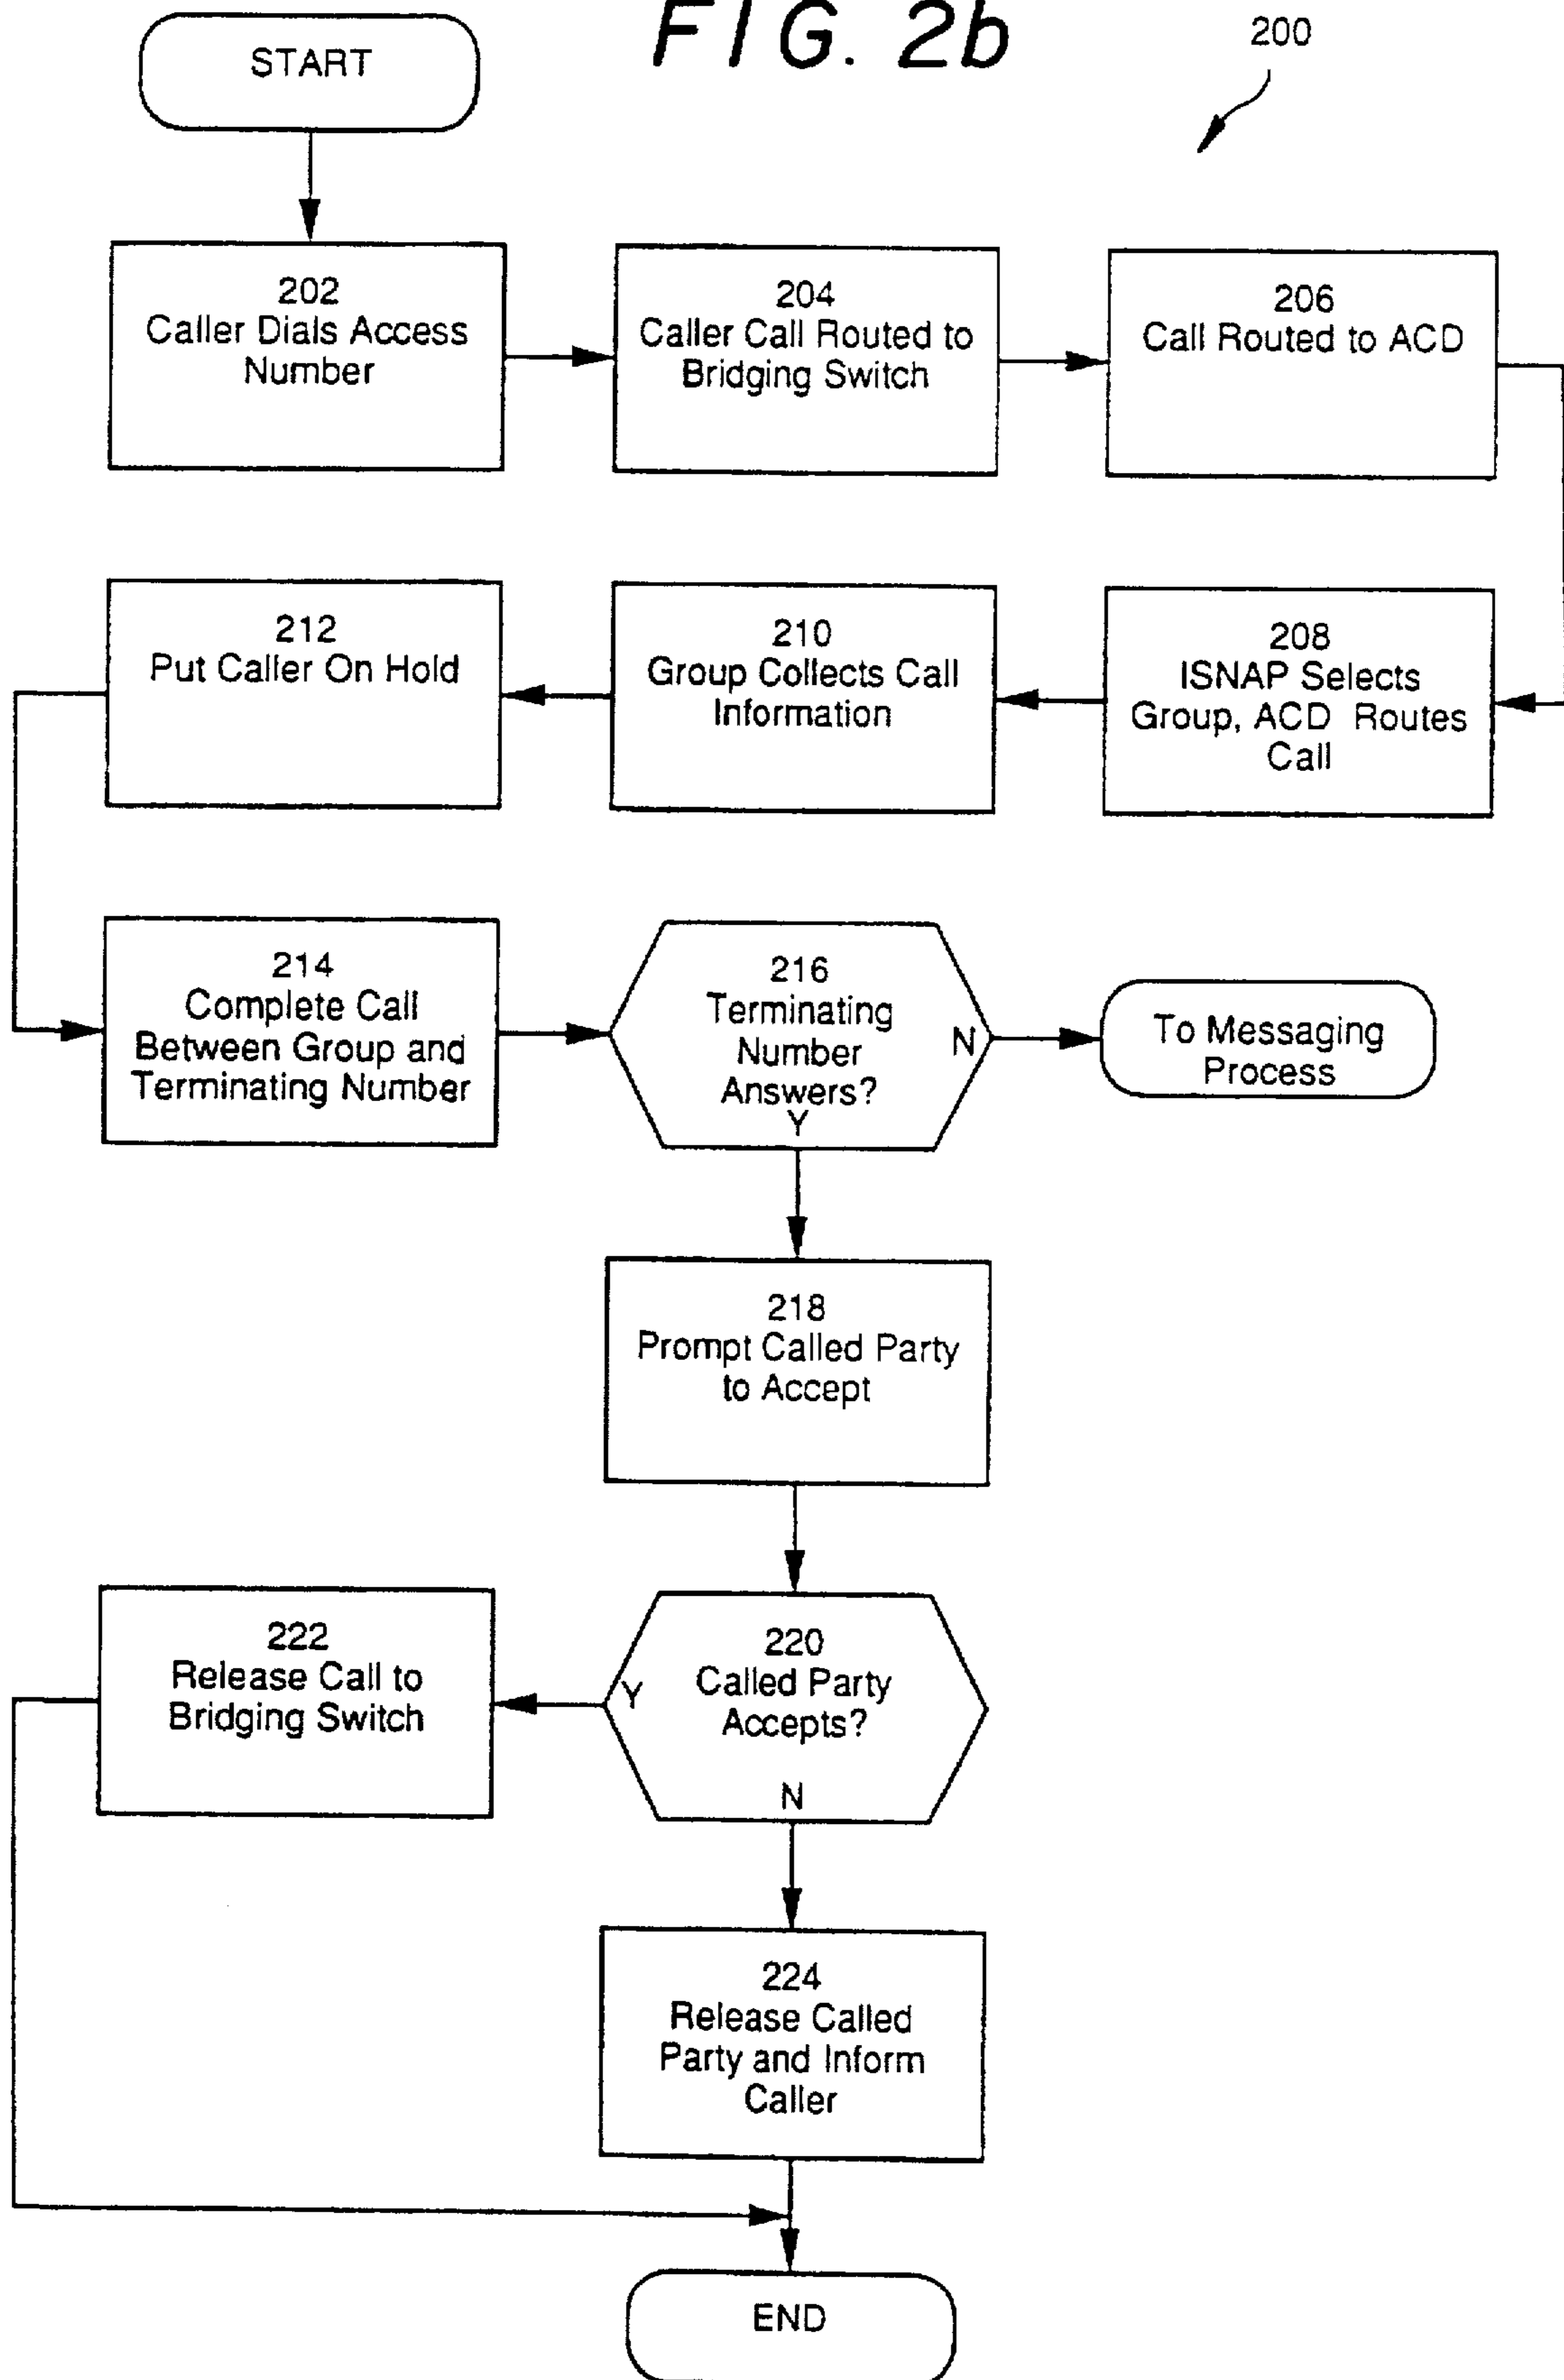 FIG. 2b
200
START
202
Caller Dials Access
Number
204
Caller Call Routed to
Bridging Switch
206
Call Routed to ACD
208
ISNAP Selects
Group, ACD Routes
Call
210
Group Collects Call
Information
212
Put Caller On Hold
214
Complete Call
Between Group and
Terminating Number
216
Terminating
Number
Answers?
N
Y
To Messaging
Process
218
Prompt Called Party
to Accept
220
Called Party
Accepts?
Y
N
222
Release Call to
Bridging Switch
224
Release Called
Party and Inform
Caller
END